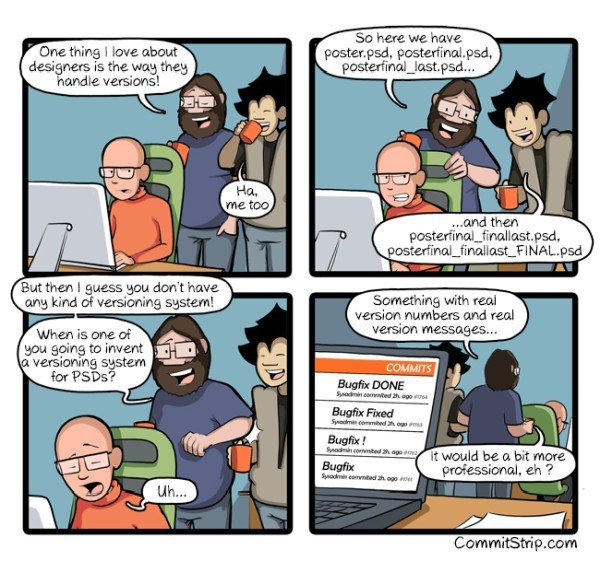 One thing I love about
designers is the way they
handle versions!
Ha,
me too
So here we have
poster.psd, posterfinal.psd,
posterfinal_last.psd...
...and then
posterfinal_finallast.psd,
posterfinal_finallast_FINAL.psd
But then I guess you don't have
any kind of versioning system!
When is one of
you going to invent
a versioning system
for PSDs?
Uh...
Something with real
version numbers and real
version messages...
COMMITS
Bugfix DONE
Sysadmin commited 2h. ago
Bugfix Fixed
Sysadmin commited 2h. ago
Bugfix !
Sysadmin commited 2h. ago
Bugfix
Sysadmin commited 2h. ago
It would be a bit more
professional, eh ?
CommitStrip.com